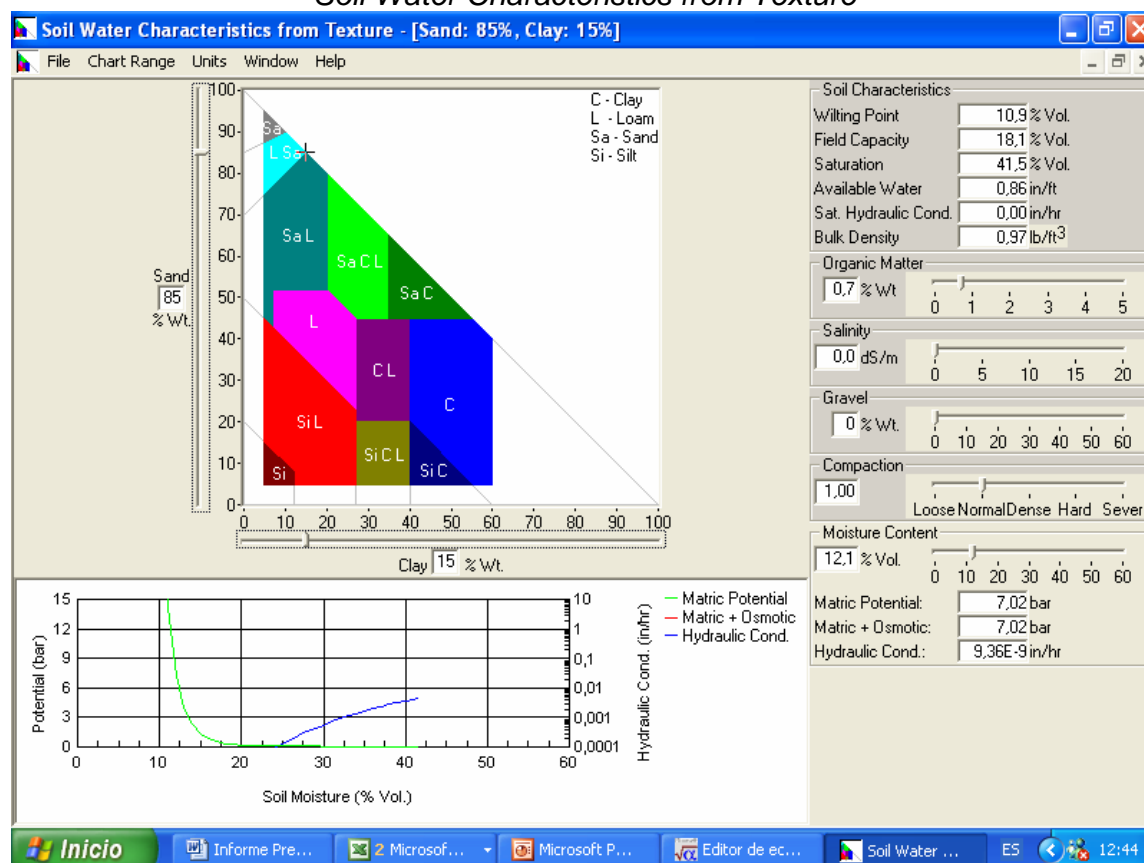 Soil Water Characteristics from Texture
Soil Water Characteristics from Texture - [Sand: 85%, Clay: 15%]
File Chart Range Units Window Help
C - Clay
L - Loam
Sa - Sand
Si - Silt
100
90
80
70
60
50
40
30
20
10
0
Sand
85
% Wt.
Sa
L Sa
Sa L
Sa C L
Sa C
L
C L
C
Si L
Si C L
Si C
Si
0 10 20 30 40 50 60 70 80 90 100
Clay 15 % Wt.
Soil Characteristics
Wilting Point 10,9 % Vol.
Field Capacity 18,1 % Vol.
Saturation 41,5 % Vol.
Available Water 0,86 in/ft
Sat. Hydraulic Cond. 0,00 in/hr
Bulk Density 0,97 lb/ft3
Organic Matter
0,7 % Wt
0 1 2 3 4 5
Salinity
0,0 dS/m
0 5 10 15 20
Gravel
0 % Wt.
0 10 20 30 40 50 60
Compaction
1,00
Loose Normal Dense Hard Sever
Moisture Content
12,1 % Vol.
0 10 20 30 40 50 60
Matric Potential: 7,02 bar
Matric + Osmotic: 7,02 bar
Hydraulic Cond.: 9,36E-9 in/hr
Potential (bar)
15
12
9
6
3
0
0 10 20 30 40 50 60
Soil Moisture (% Vol.)
10
1
0,1
0,01
0,001
0,0001
Hydraulic Cond. (in/hr)
Matric Potential
Matric + Osmotic
Hydraulic Cond.
Inicio
Informe Pre...
2 Microsof...
Microsoft P...
Editor de ec...
Soil Water ...
ES
12:44